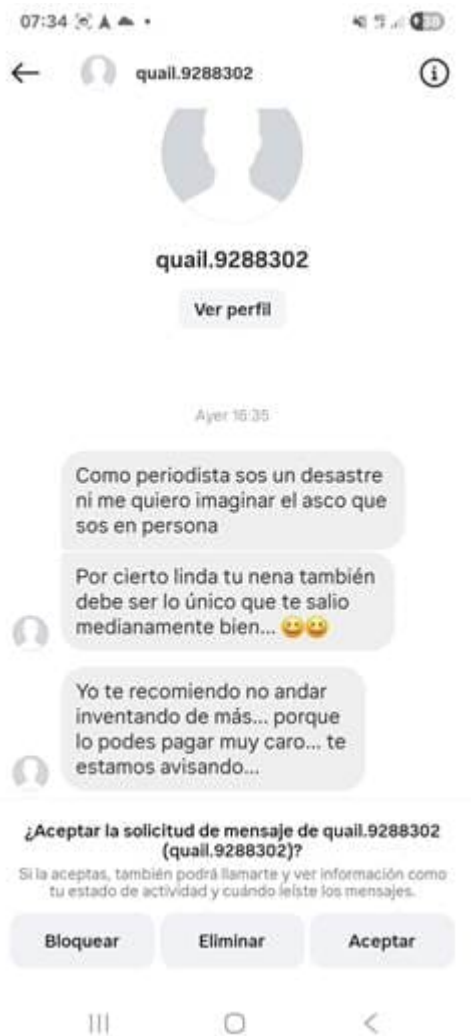 07:34
quail.9288302
quail.9288302
Ver perfil
Ayer 16:35
Como periodista sos un desastre
ni me quiero imaginar el asco que
sos en persona
Por cierto linda tu nena también
debe ser lo único que te salio
medianamente bien... 😀😀
Yo te recomiendo no andar
inventando de más... porque
lo podes pagar muy caro... te
estamos avisando...
¿Aceptar la solicitud de mensaje de quail.9288302
(quail.9288302)?
Si la aceptas, también podrá llamarte y ver información como
tu estado de actividad y cuándo leíste los mensajes.
Bloquear
Eliminar
Aceptar